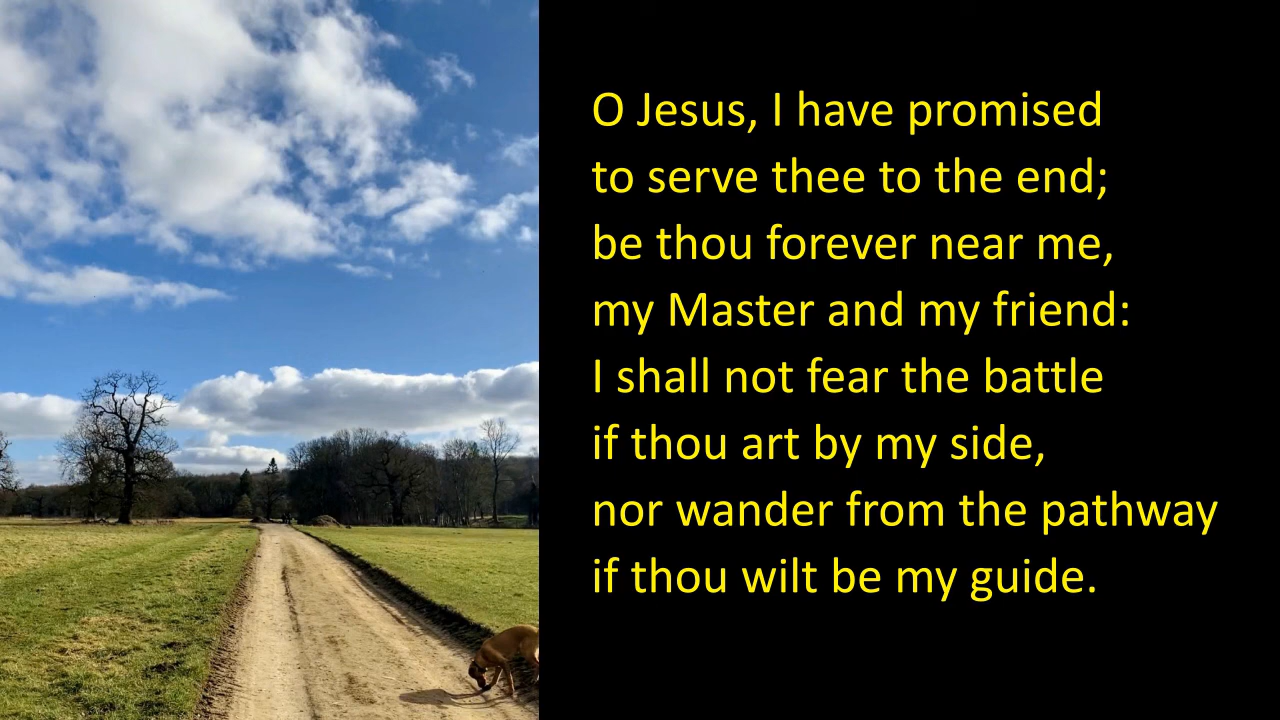 O Jesus, I have promised
to serve thee to the end;
be thou forever near me,
my Master and my friend:
I shall not fear the battle
if thou art by my side,
nor wander from the pathway
if thou wilt be my guide.